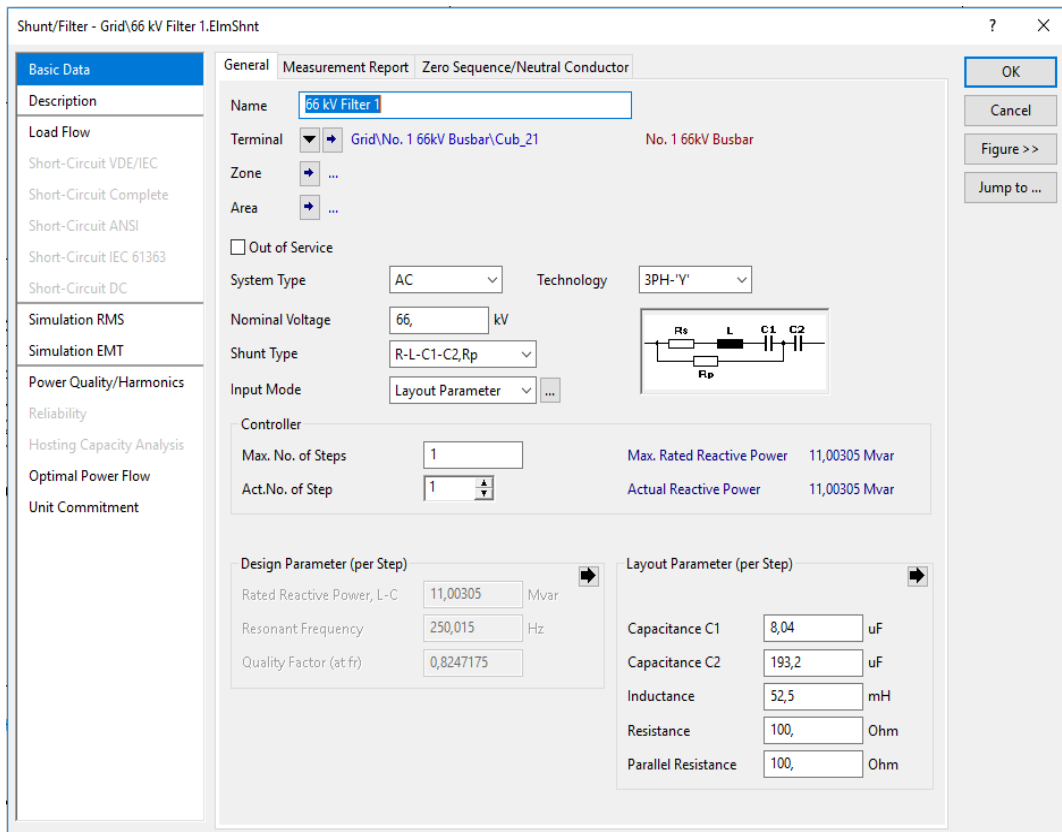 Shunt/Filter - Grid\66 kV Filter 1.ElmShnt ? X
Basic Data
Description
Load Flow
Short-Circuit VDE/IEC
Short-Circuit Complete
Short-Circuit ANSI
Short-Circuit IEC 61363
Short-Circuit DC
Simulation RMS
Simulation EMT
Power Quality/Harmonics
Reliability
Hosting Capacity Analysis
Optimal Power Flow
Unit Commitment
General Measurement Report Zero Sequence/Neutral Conductor
Name 66 kV Filter 1
Terminal Grid\No. 1 66kV Busbar\Cub_21 No. 1 66kV Busbar
Zone ...
Area ...
Out of Service
System Type AC Technology 3PH-'Y'
Nominal Voltage 66, kV
Shunt Type R-L-C1-C2,Rp
Input Mode Layout Parameter ...
Rs L C1 C2
Rp
Controller
Max. No. of Steps 1 Max. Rated Reactive Power 11,00305 Mvar
Act.No. of Step 1 Actual Reactive Power 11,00305 Mvar
Design Parameter (per Step)
Rated Reactive Power, L-C 11,00305 Mvar
Resonant Frequency 250,015 Hz
Quality Factor (at fr) 0,8247175
Layout Parameter (per Step)
Capacitance C1 8,04 uF
Capacitance C2 193,2 uF
Inductance 52,5 mH
Resistance 100, Ohm
Parallel Resistance 100, Ohm
OK
Cancel
Figure >>
Jump to ...